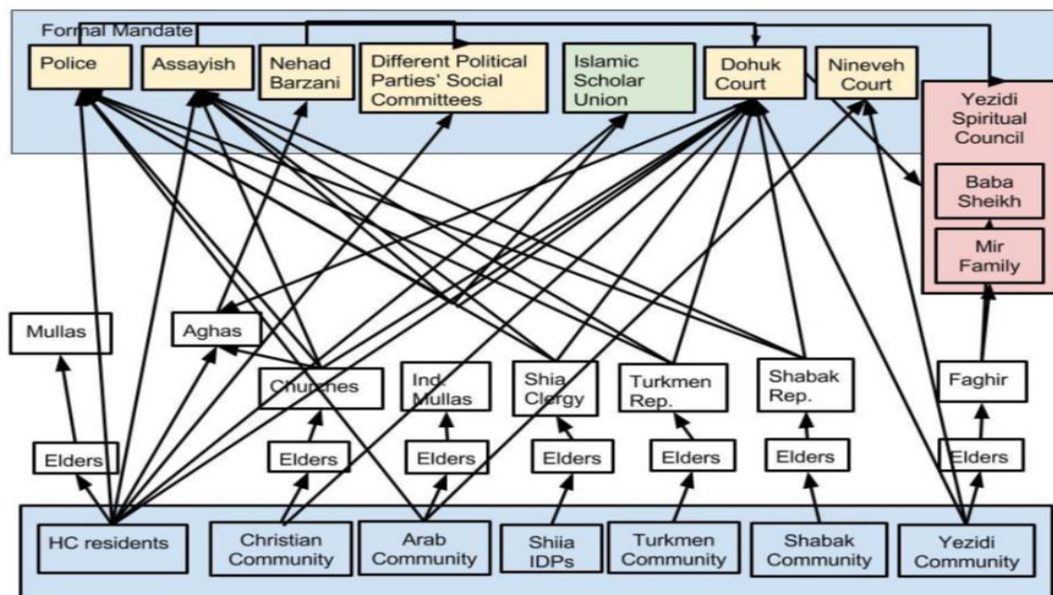 Formal Mandate
Police
Assayish
Nehad
Barzani
Different Political
Parties' Social
Committees
Islamic
Scholar
Union
Dohuk
Court
Nineveh
Court
Yezidi
Spiritual
Council
Baba
Sheikh
Mir
Family
Mullas
Aghas
Churches
Ind.
Mullas
Shia
Clergy
Turkmen
Rep.
Shabak
Rep.
Faghir
Elders
Elders
Elders
Elders
Elders
Elders
Elders
HC residents
Christian
Community
Arab
Community
Shiia
IDPs
Turkmen
Community
Shabak
Community
Yezidi
Community